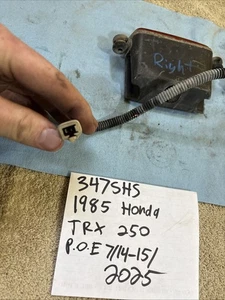 Right
347SHS
1985 Honda
TRX 250
P.O.E 7/14-15/
2025